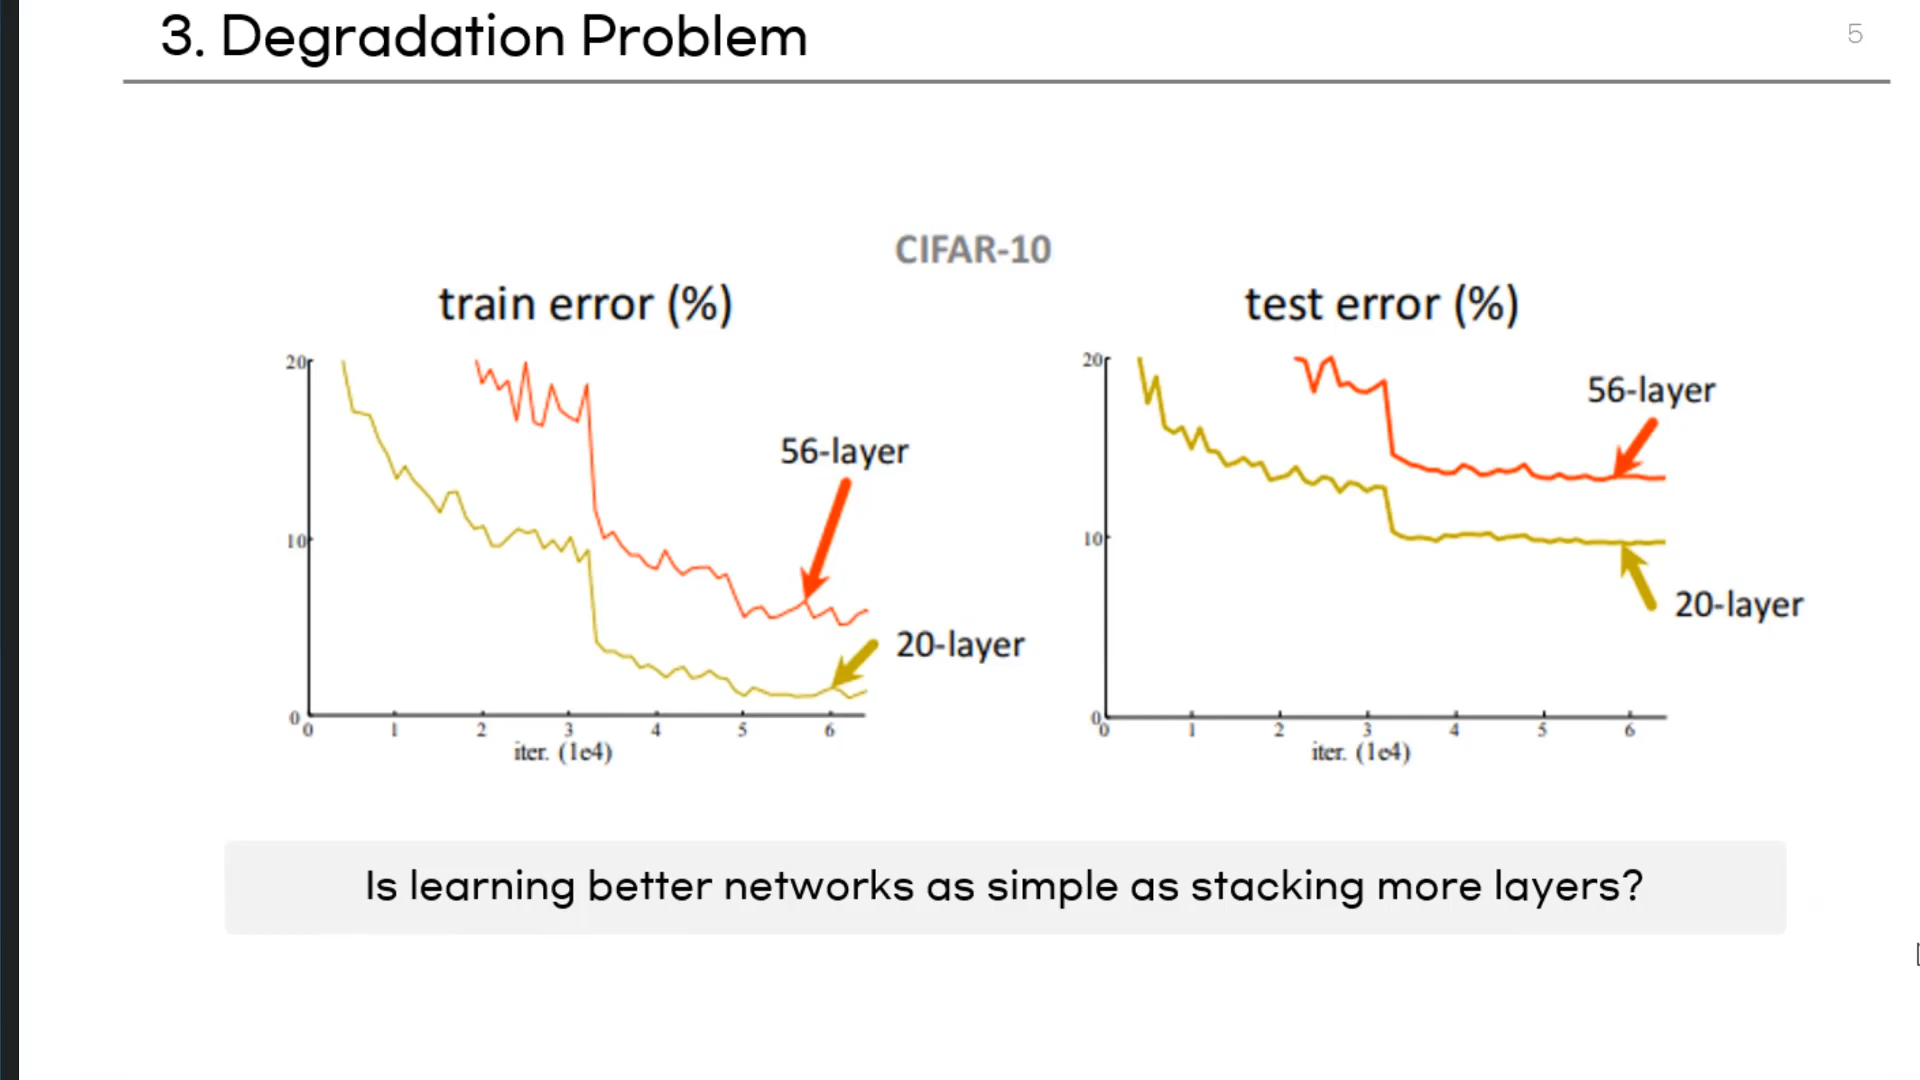 3. Degradation Problem
5
CIFAR-10
train error (%)
20
10
0
0 1 2 3 4 5 6
iter. (1e4)
56-layer
20-layer
test error (%)
20
10
0
0 1 2 3 4 5 6
iter. (1e4)
56-layer
20-layer
Is learning better networks as simple as stacking more layers?